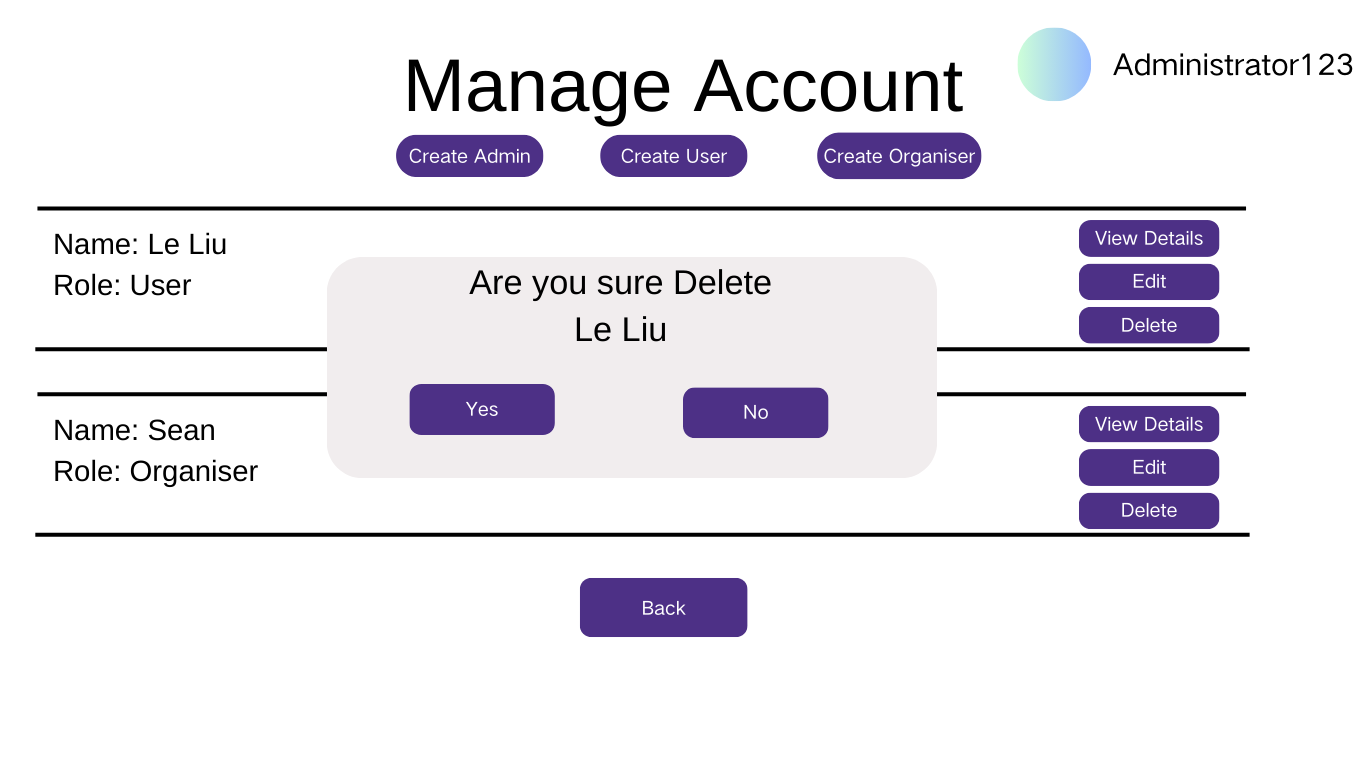 Manage Account
Administrator123
Create Admin
Create User
Create Organiser
Name: Le Liu
Role: User
View Details
Edit
Delete
Are you sure Delete
Le Liu
Yes
No
Name: Sean
Role: Organiser
View Details
Edit
Delete
Back